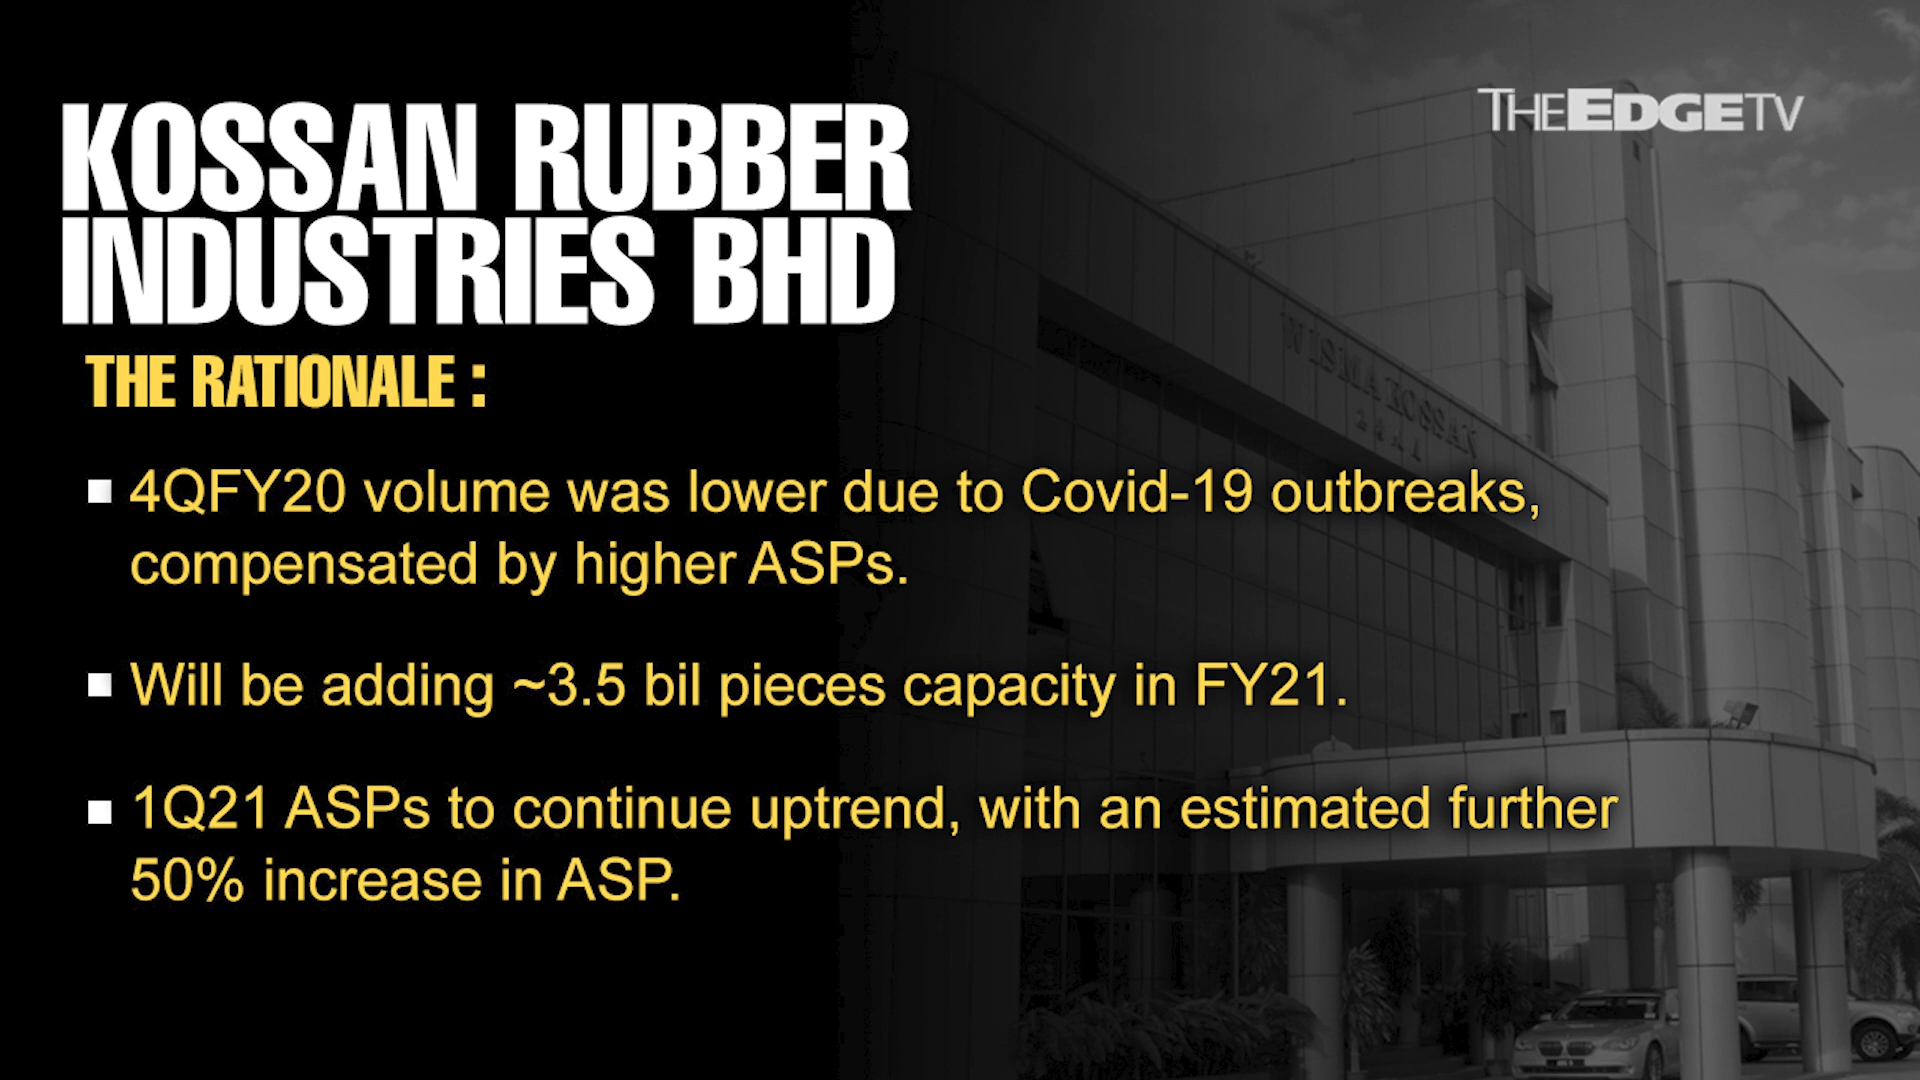 THEEDGETV
KOSSAN RUBBER
INDUSTRIES BHD
THE RATIONALE :
4QFY20 volume was lower due to Covid-19 outbreaks,
compensated by higher ASPs.
Will be adding ~3.5 bil pieces capacity in FY21.
1Q21 ASPs to continue uptrend, with an estimated further
50% increase in ASP.
WISMA KOSSAN